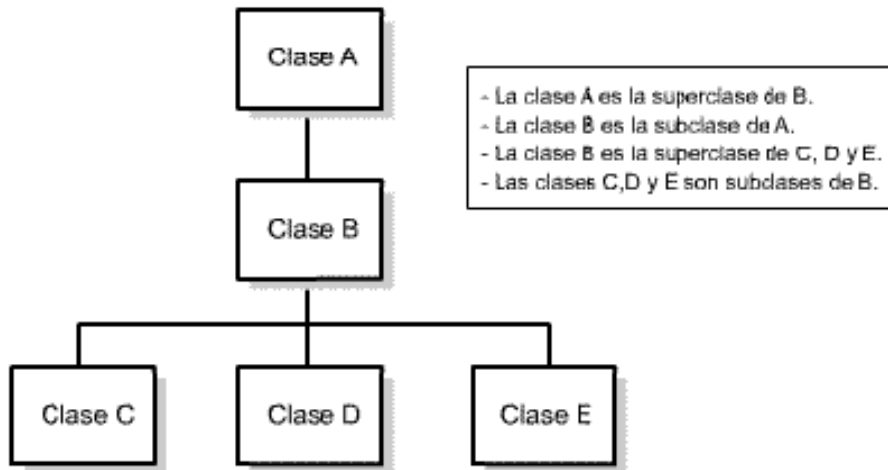 Clase A
- La clase A es la superclase de B.
- La clase B es la subclase de A.
- La clase B es la superclase de C, D y E.
- Las clases C,D y E son subclases de B.
Clase B
Clase C
Clase D
Clase E